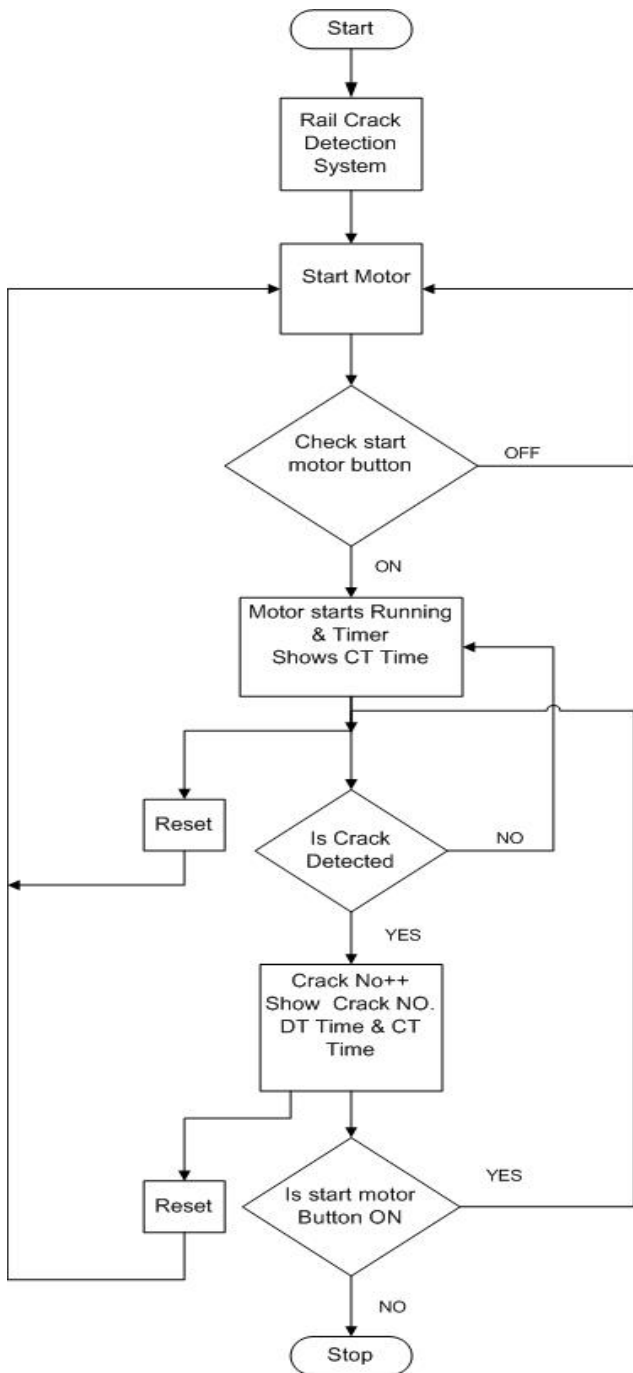 Start
Rail Crack
Detection
System
Start Motor
Check start
motor button
OFF
ON
Motor starts Running
& Timer
Shows CT Time
Reset
Is Crack
Detected
NO
YES
Crack No++
Show Crack NO.
DT Time & CT
Time
Reset
Is start motor
Button ON
YES
NO
Stop